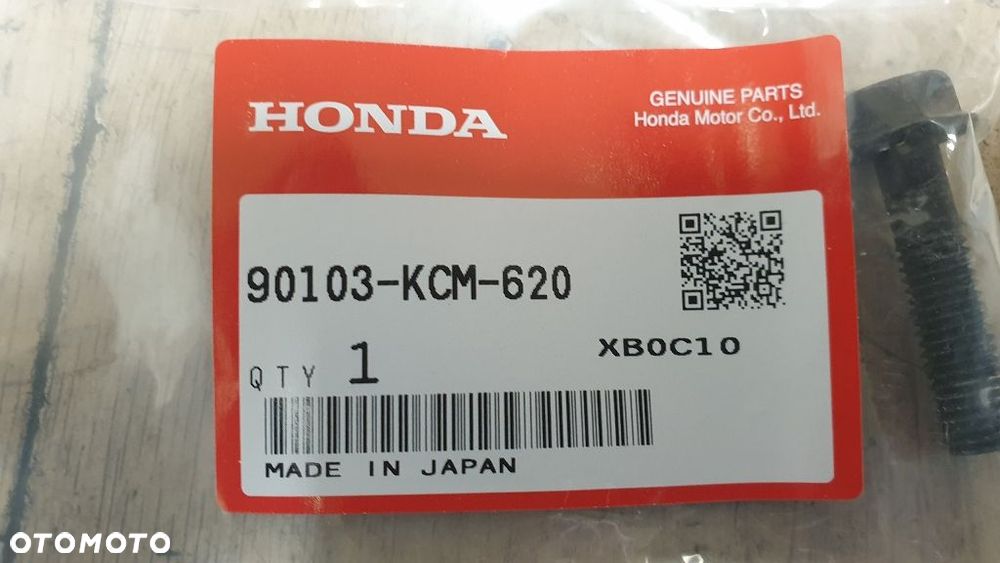 HONDA
GENUINE PARTS
Honda Motor Co., Ltd.
90103-KCM-620
XB0C10
QTY 1
MADE IN JAPAN
OTOMOTO